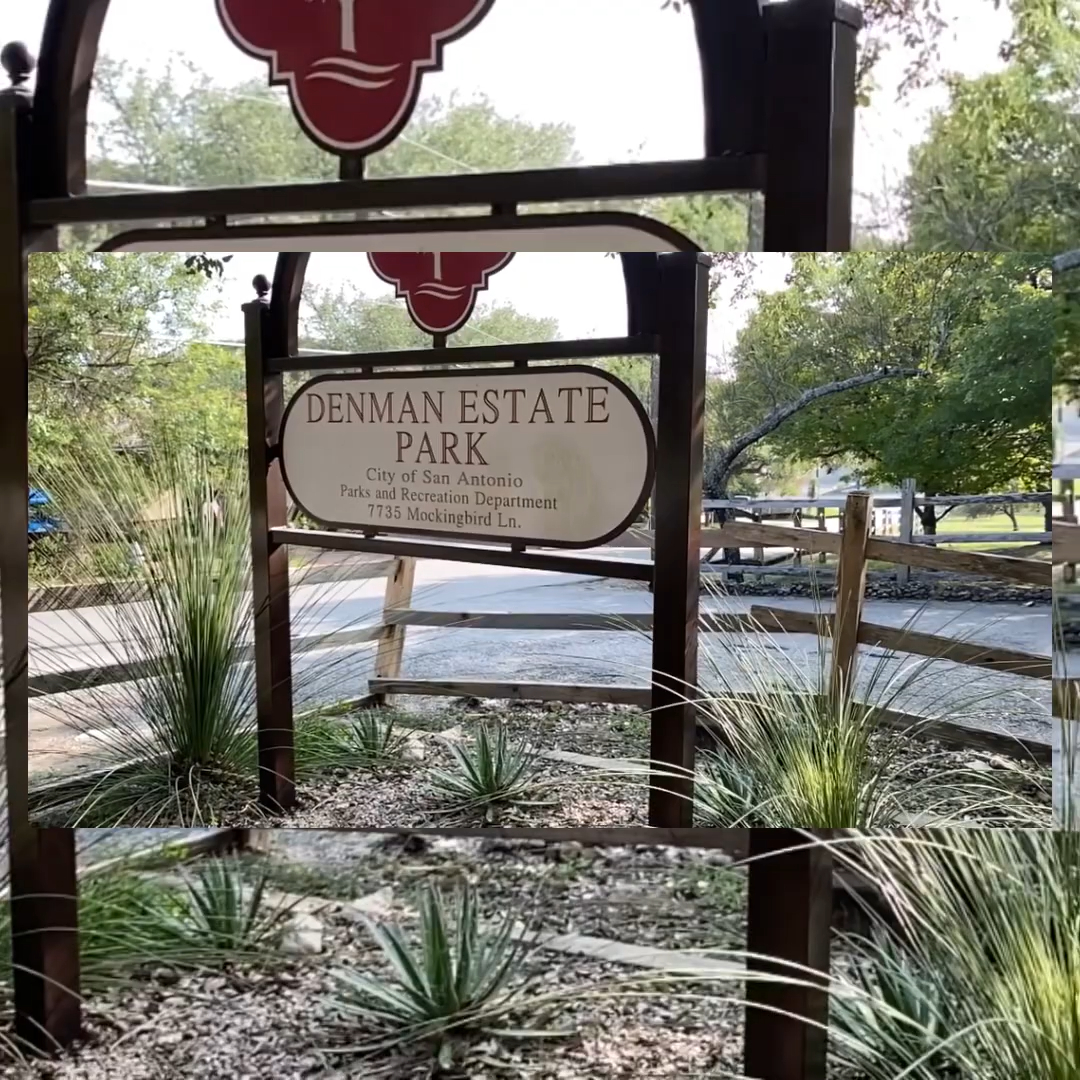 DENMAN ESTATE
PARK
City of San Antonio
Parks and Recreation Department
7735 Mockingbird Ln.